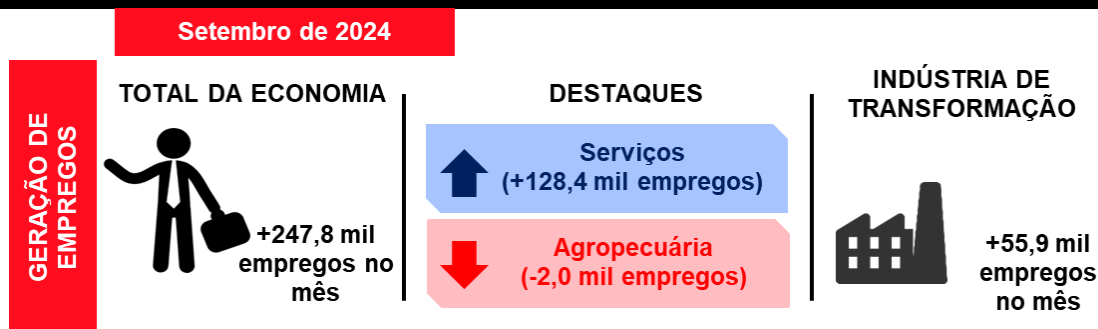 Setembro de 2024
GERAÇÃO DE
EMPREGOS
TOTAL DA ECONOMIA
+247,8 mil
empregos no
mês
DESTAQUES
Serviços
(+128,4 mil empregos)
Agropecuária
(-2,0 mil empregos)
INDÚSTRIA DE
TRANSFORMAÇÃO
+55,9 mil
empregos
no mês